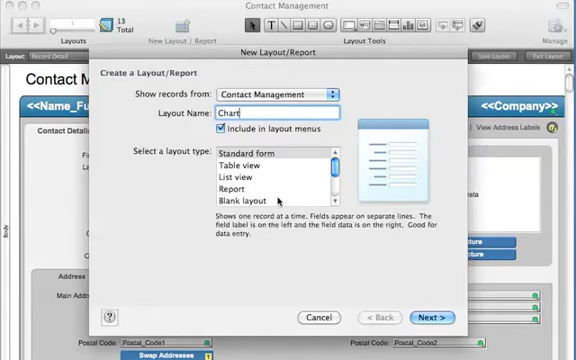 Contact Management
13
Total
Layouts
New Layout / Report
Layout Tools
Manage
Layout: Record Detail
Save Layout
Exit Layout
New Layout/Report
Contact M
<<Name_Fu
<<Company>>
Contact Details
View Address Labels
Create a Layout/Report
Show records from: Contact Management
Layout Name: Chart
Include in layout menus
Select a layout type:
Standard form
Table view
List view
Report
Blank layout
Shows one record at a time. Fields appear on separate lines. The
field label is on the left and the field data is on the right. Good for
data entry.
Body
Address
Main Addr
? Cancel < Back Next >
Postal Code: Postal_Code1
Postal Code: Postal_Code2
Swap Addresses